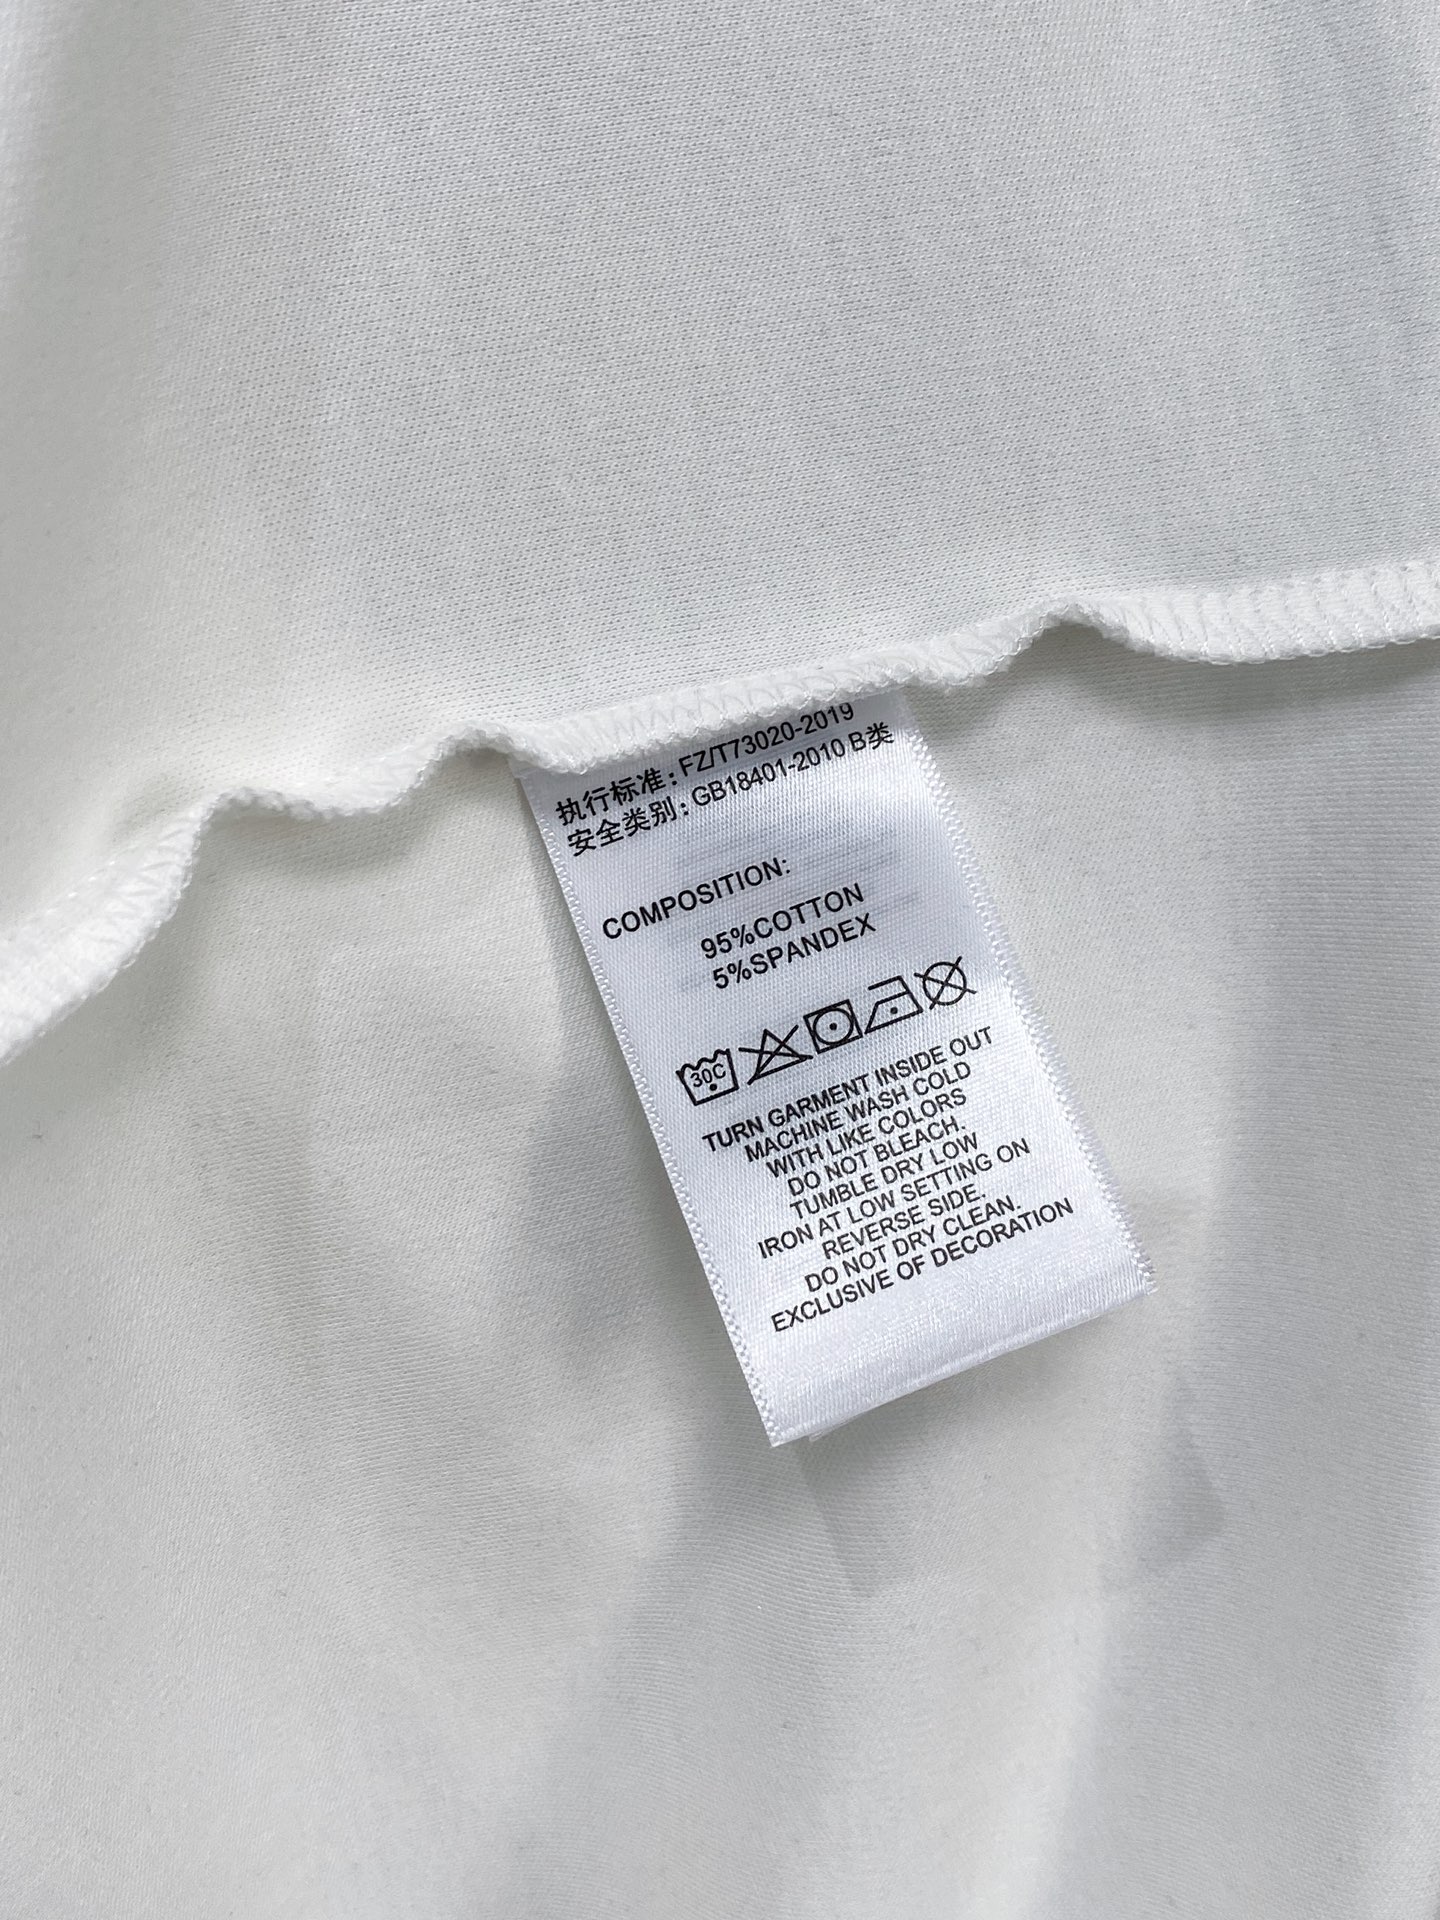 执行标准: FZ/T73020-2019
安全类别: GB18401-2010 B类
COMPOSITION:
95%COTTON
5%SPANDEX
30C
TURN GARMENT INSIDE OUT
MACHINE WASH COLD
WITH LIKE COLORS
DO NOT BLEACH.
TUMBLE DRY LOW
IRON AT LOW SETTING ON
REVERSE SIDE.
DO NOT DRY CLEAN.
EXCLUSIVE OF DECORATION